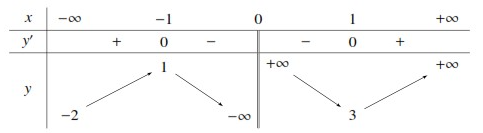 x −∞ −1 0 1 +∞
y′ + 0 − − 0 +
1 +∞ +∞
y
−2 −∞ 3